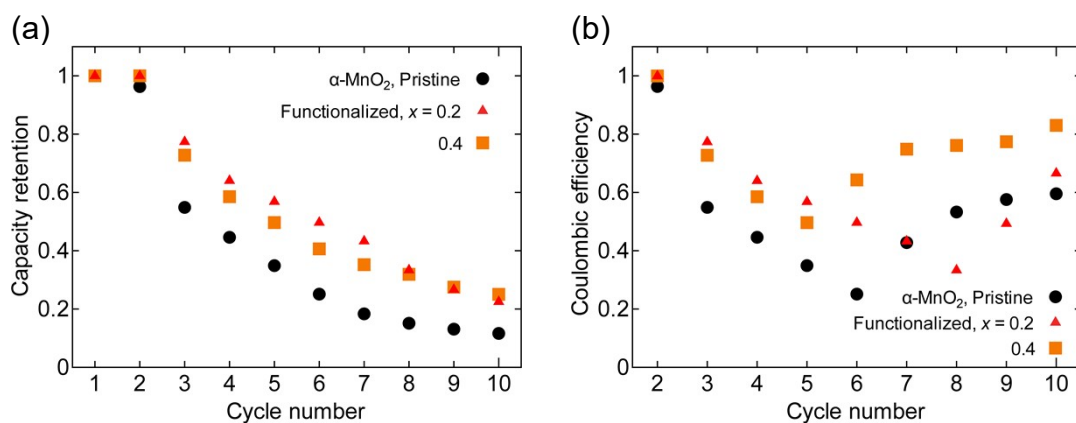 (a)
Capacity retention
1
0.8
0.6
0.4
0.2
0
α-MnO₂, Pristine
Functionalized, x = 0.2
0.4
1 2 3 4 5 6 7 8 9 10
Cycle number
(b)
Coulombic efficiency
1
0.8
0.6
0.4
0.2
0
α-MnO₂, Pristine
Functionalized, x = 0.2
0.4
2 3 4 5 6 7 8 9 10
Cycle number